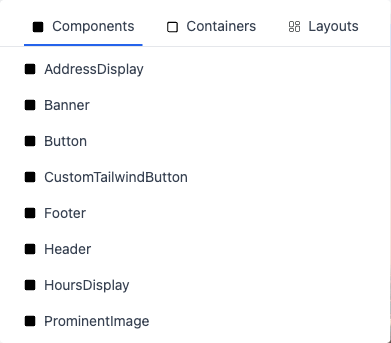 Components Containers Layouts
AddressDisplay
Banner
Button
CustomTailwindButton
Footer
Header
HoursDisplay
ProminentImage